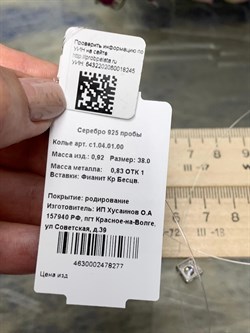 Проверить информацию по
УИН на сайте
http://probpalata.ru
УИН: 6432202060018245
Серебро 925 пробы
Колье арт. с1.04.01.00
Масса изд.: 0,92 Размер: 38.0
Масса металла: 0,83 ОТК 1
Вставки: Фианит Кр Бесцв.
Покрытие: родирование
Изготовитель: ИП Хусаинов О.А
157940 РФ, пгт Красное-на-Волге,
ул Советская, д.39
4630002478277
Цена изд.